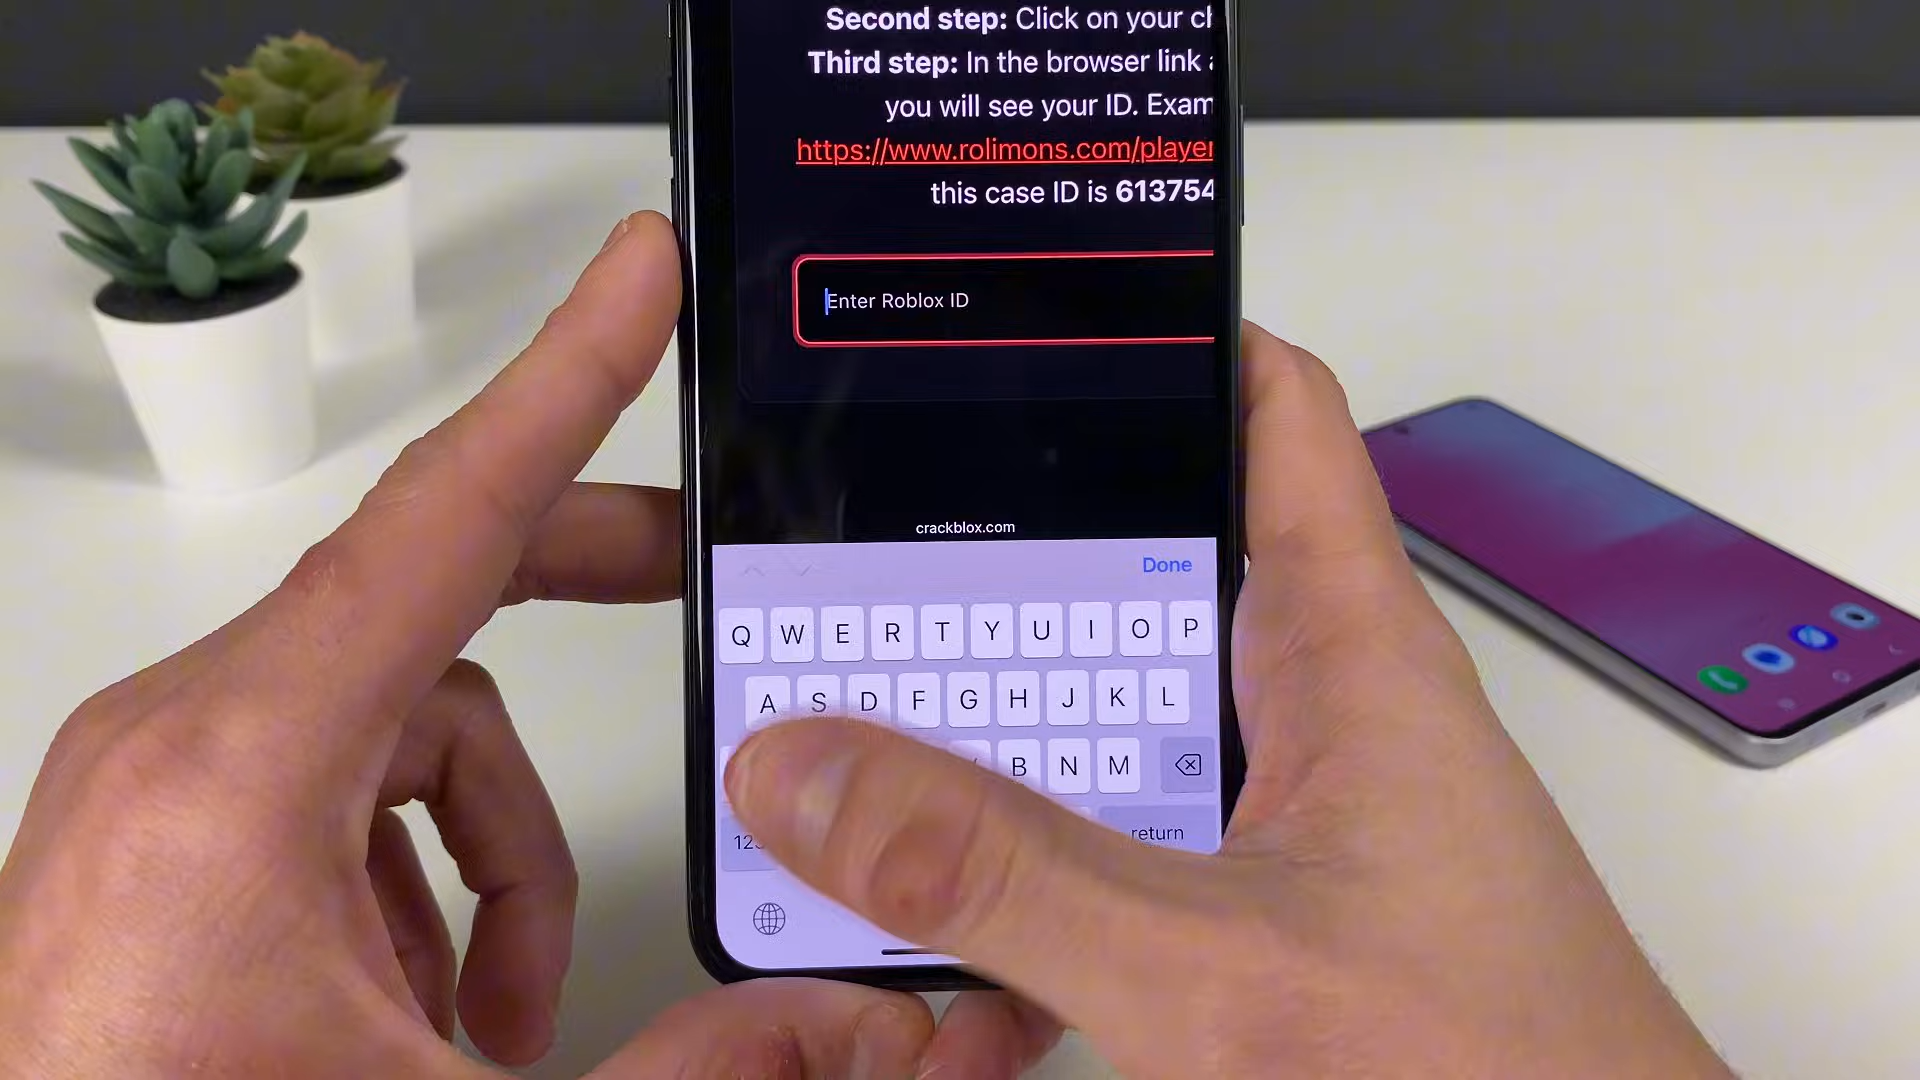 Second step: Click on your ch
Third step: In the browser link
you will see your ID. Exam
https://www.rolimons.com/player
this case ID is 613754
Enter Roblox ID
crackblox.com
Done
Q W E R T Y U I O P
A S D F G H J K L
B N M
return